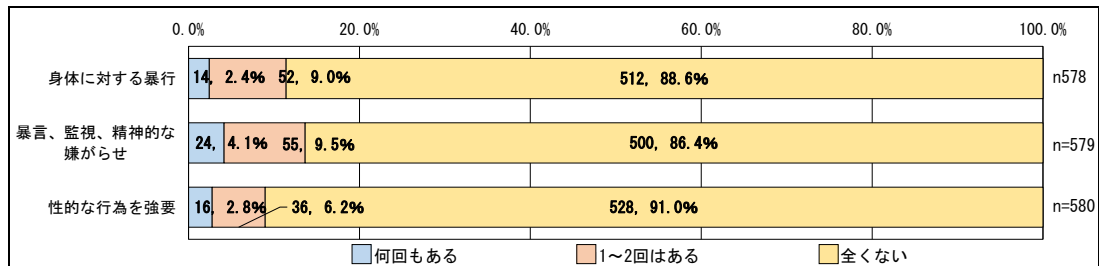 0.0% 20.0% 40.0% 60.0% 80.0% 100.0%
身体に対する暴行 14, 2.4% 52, 9.0% 512, 88.6% n578
暴言、監視、精神的な
嫌がらせ 24, 4.1% 55, 9.5% 500, 86.4% n=579
性的な行為を強要 16, 2.8% 36, 6.2% 528, 91.0% n=580
何回もある 1～2回はある 全くない